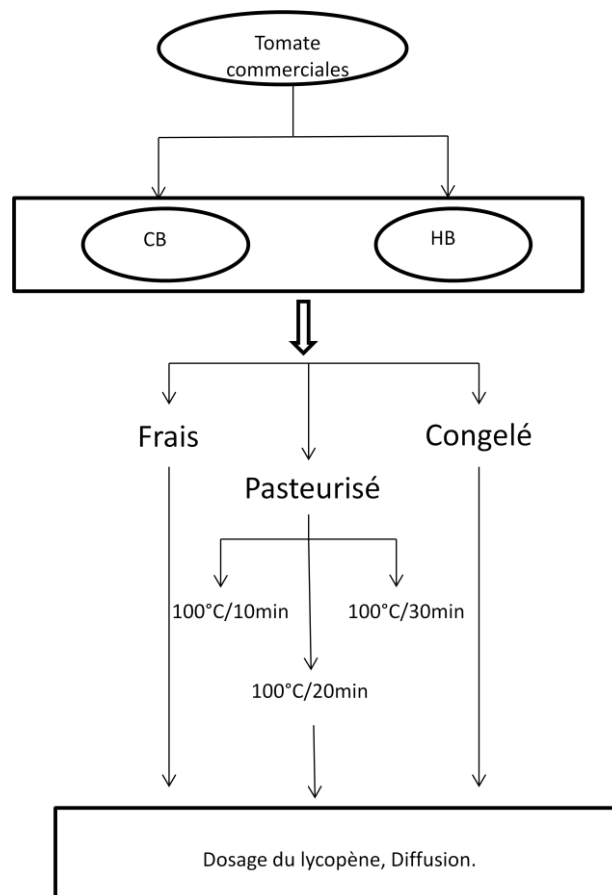 Tomate
commerciales
CB
HB
Frais
Congelé
Pasteurisé
100°C/10min
100°C/30min
100°C/20min
Dosage du lycopène, Diffusion.